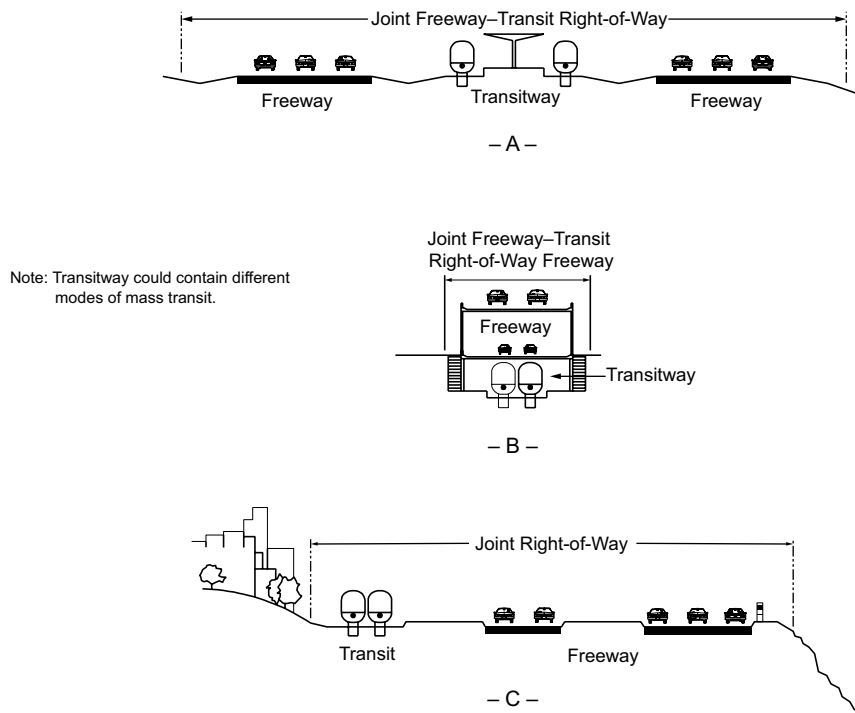 Joint Freeway–Transit Right-of-Way
Freeway
Transitway
Freeway
– A –
Joint Freeway–Transit
Right-of-Way Freeway
Note: Transitway could contain different
modes of mass transit.
Freeway
Transitway
– B –
Joint Right-of-Way
Transit
Freeway
– C –